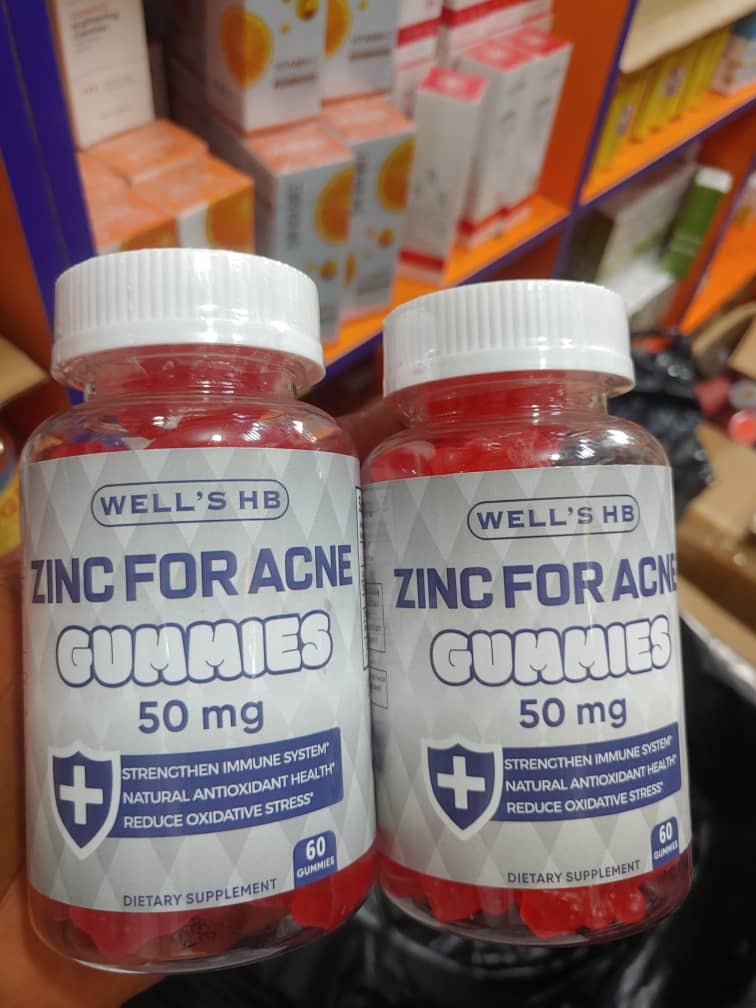 WELL'S HB
ZINC FOR ACNE
GUMMIES
50 mg
STRENGTHEN IMMUNE SYSTEM*
NATURAL ANTIOXIDANT HEALTH*
REDUCE OXIDATIVE STRESS*
60
GUMMIES
DIETARY SUPPLEMENT
WELL'S HB
ZINC FOR ACNE
GUMMIES
50 mg
STRENGTHEN IMMUNE SYSTEM*
NATURAL ANTIOXIDANT HEALTH*
REDUCE OXIDATIVE STRESS*
60
GUMMIES
DIETARY SUPPLEMENT